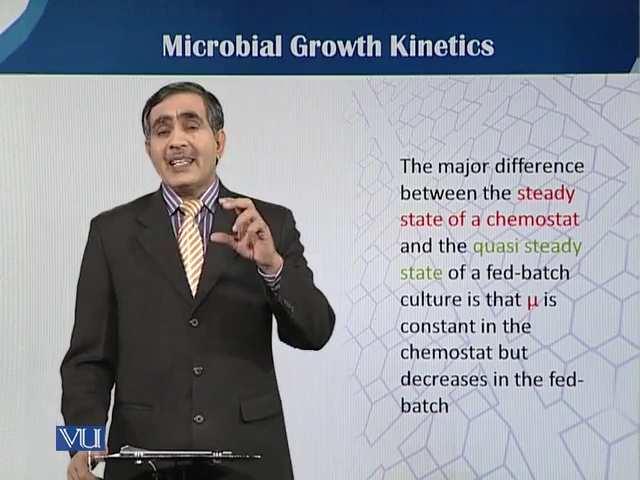 Microbial Growth Kinetics
The major difference
between the steady
state of a chemostat
and the quasi steady
state of a fed-batch
culture is that µ is
constant in the
chemostat but
decreases in the fed-
batch
VU